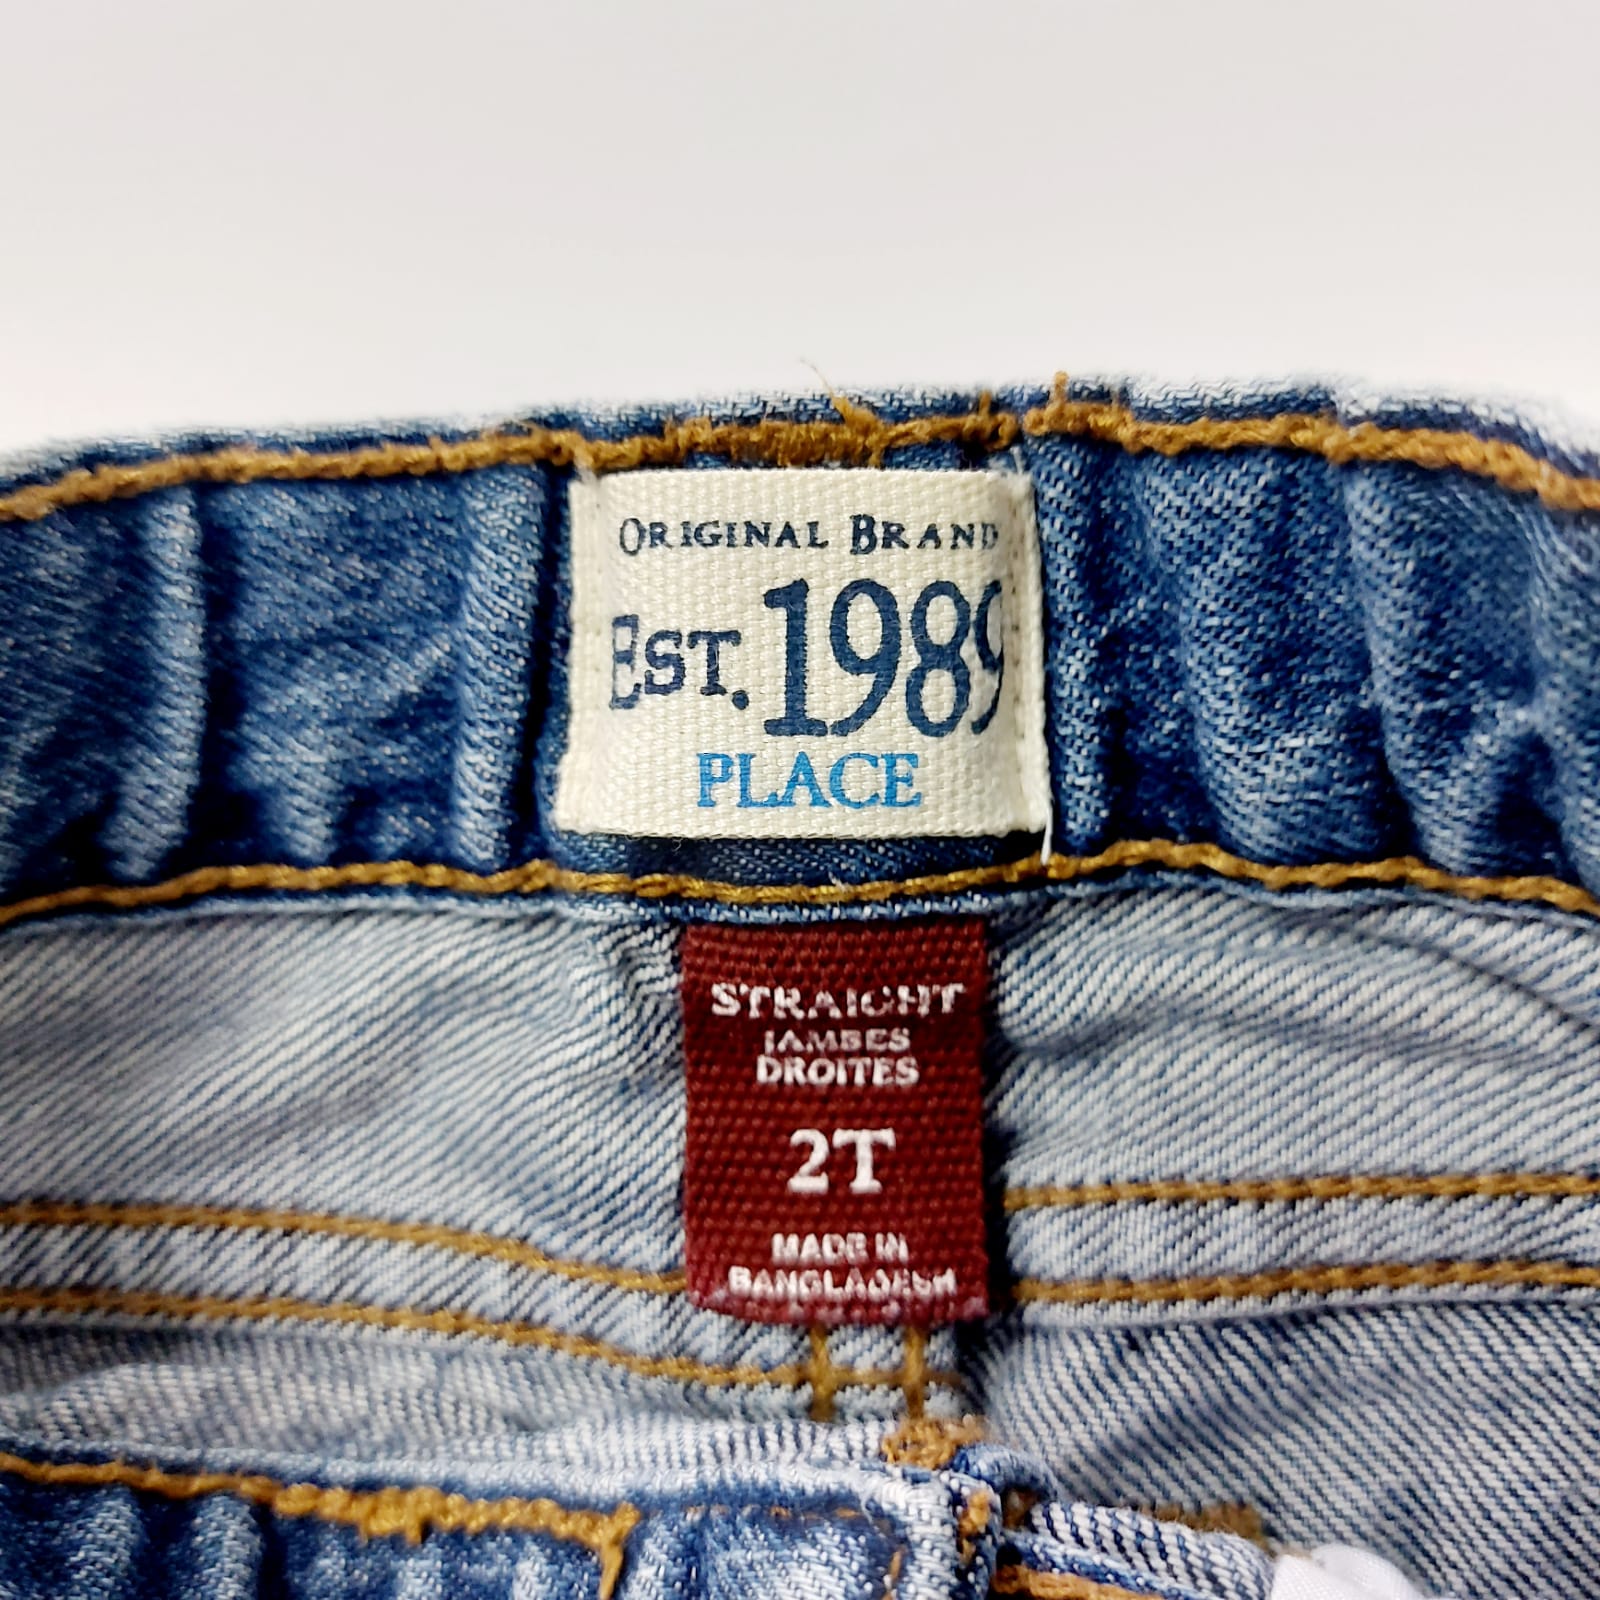 ORIGINAL BRAND
EST. 1989
PLACE
STRAIGHT
JAMBES
DROITES
2T
MADE IN
BANGLADESH